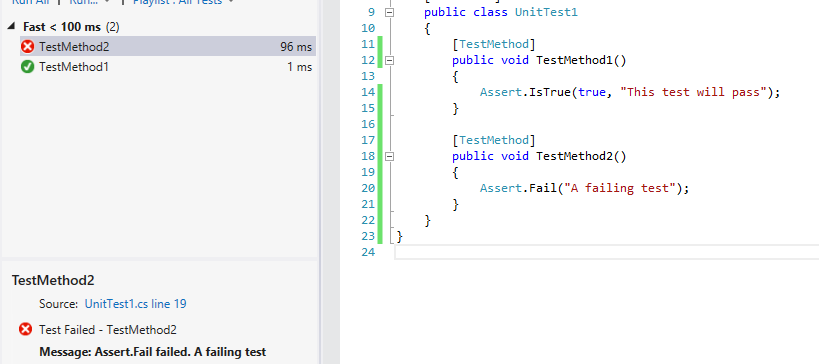 Run All | Run... | Playlist : All Tests
Fast < 100 ms (2)
TestMethod2 96 ms
TestMethod1 1 ms
TestMethod2
Source: UnitTest1.cs line 19
Test Failed - TestMethod2
Message: Assert.Fail failed. A failing test
9 public class UnitTest1
10 {
11 [TestMethod]
12 public void TestMethod1()
13 {
14 Assert.IsTrue(true, "This test will pass");
15 }
16
17 [TestMethod]
18 public void TestMethod2()
19 {
20 Assert.Fail("A failing test");
21 }
22 }
23 }
24